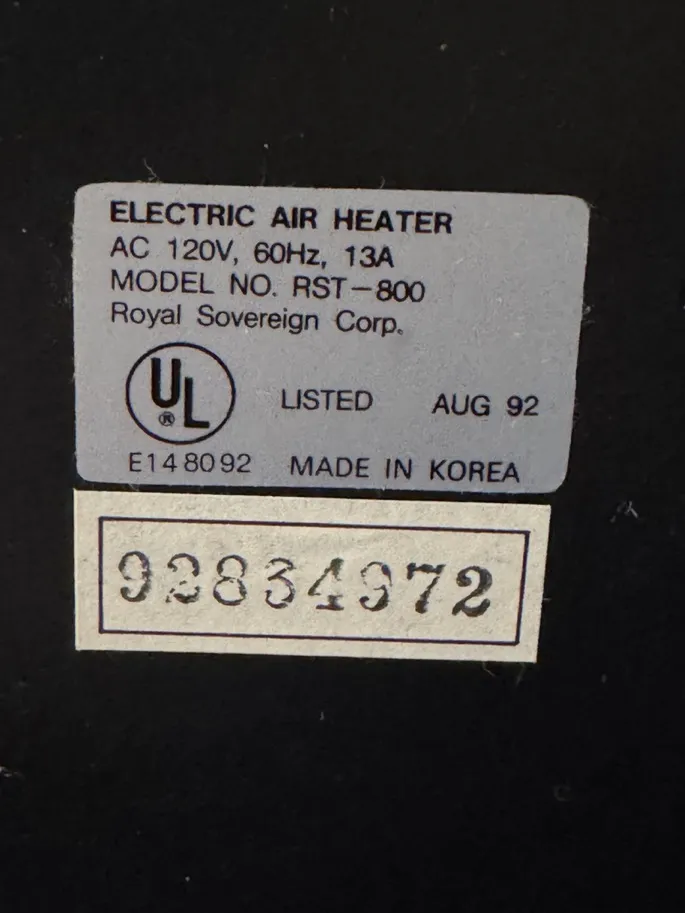 ELECTRIC AIR HEATER
AC 120V, 60Hz, 13A
MODEL NO. RST-800
Royal Sovereign Corp.
UL ® LISTED AUG 92
E148092 MADE IN KOREA
92834972